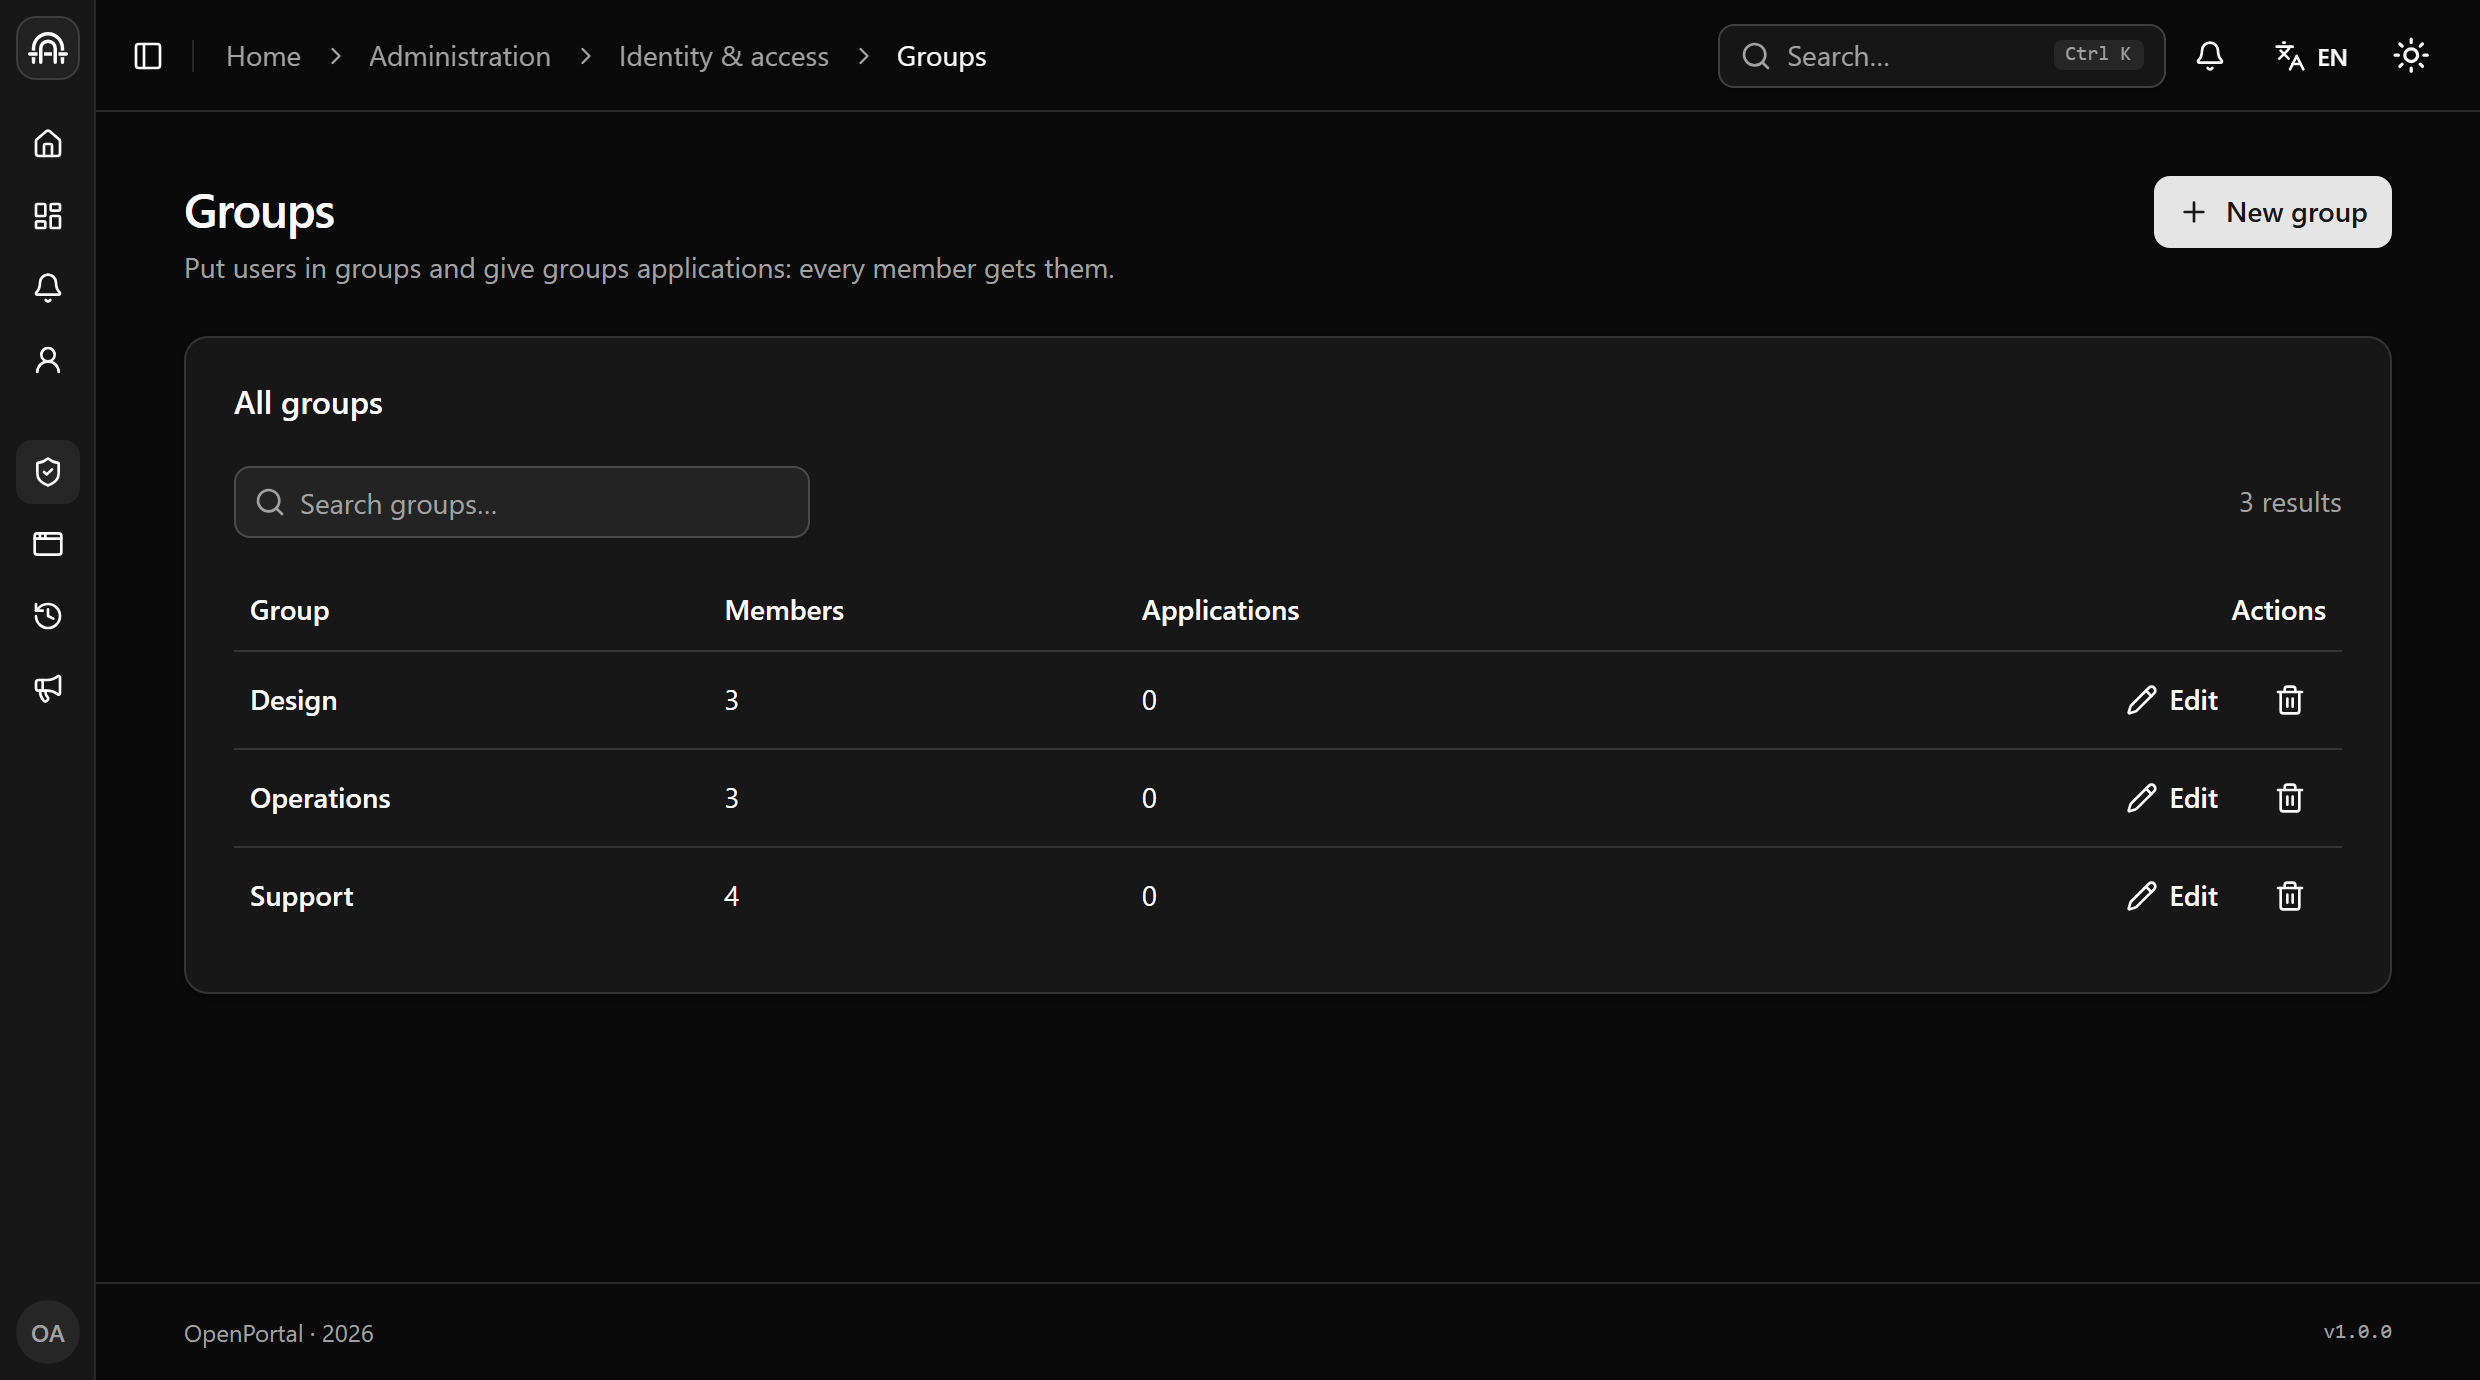 Home > Administration > Identity & access > Groups
Search... Ctrl K
EN
Groups
New group
Put users in groups and give groups applications: every member gets them.
All groups
Search groups...
3 results
Group Members Applications Actions
Design 3 0 Edit
Operations 3 0 Edit
Support 4 0 Edit
OA
OpenPortal · 2026
v1.0.0